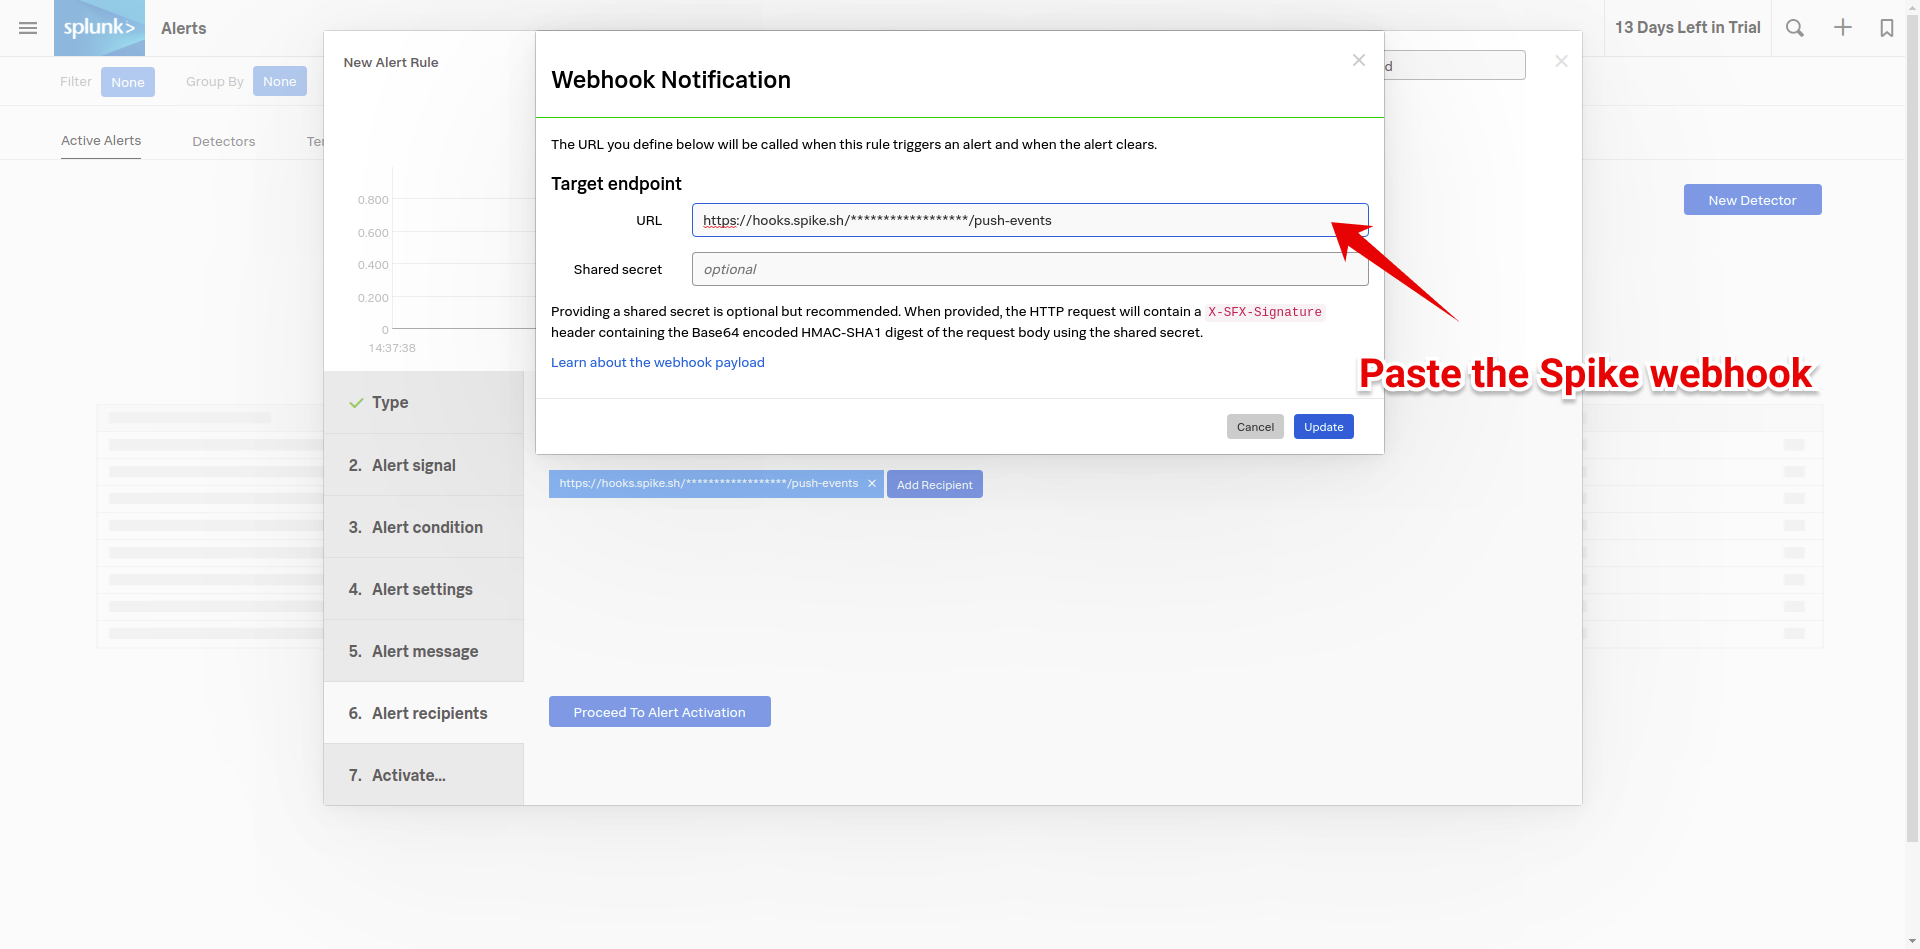 splunk>
Alerts
13 Days Left in Trial
Filter None Group By None
Active Alerts Detectors Te
New Detector
New Alert Rule
d
0.800
0.600
0.400
0.200
0
14:37:38
Type
2. Alert signal
3. Alert condition
4. Alert settings
5. Alert message
6. Alert recipients
7. Activate...
Webhook Notification
The URL you define below will be called when this rule triggers an alert and when the alert clears.
Target endpoint
URL https://hooks.spike.sh/******************/push-events
Shared secret optional
Providing a shared secret is optional but recommended. When provided, the HTTP request will contain a X-SFX-Signature
header containing the Base64 encoded HMAC-SHA1 digest of the request body using the shared secret.
Learn about the webhook payload
Cancel Update
Paste the Spike webhook
https://hooks.spike.sh/******************/push-events × Add Recipient
Proceed To Alert Activation